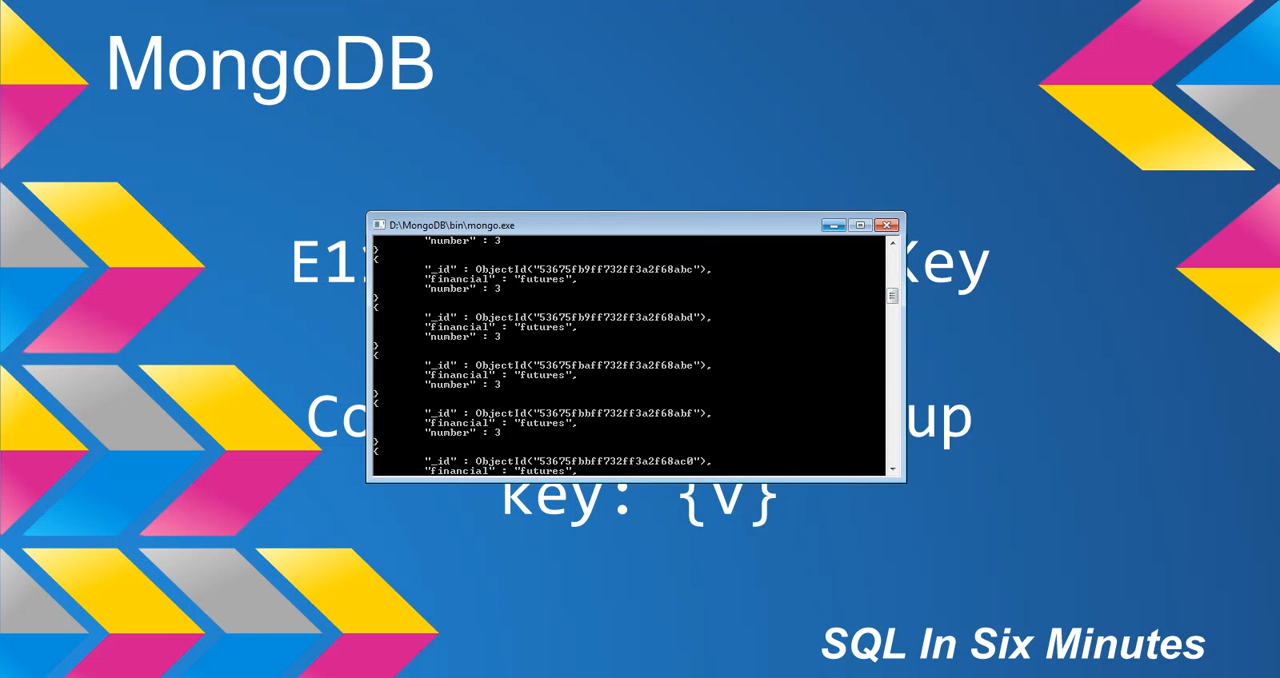 MongoDB
D:\MongoDB\bin\mongo.exe
"number" : 3
}
{
"_id" : ObjectId("53675fb9ff732ff3a2f68abc"),
"financial" : "futures",
"number" : 3
}
{
"_id" : ObjectId("53675fb9ff732ff3a2f68abd"),
"financial" : "futures",
"number" : 3
}
{
"_id" : ObjectId("53675fbaff732ff3a2f68abe"),
"financial" : "futures",
"number" : 3
}
{
"_id" : ObjectId("53675fbbff732ff3a2f68abf"),
"financial" : "futures",
"number" : 3
}
{
"_id" : ObjectId("53675fbbff732ff3a2f68ac0"),
"financial" : "futures",
key: {v}
SQL In Six Minutes